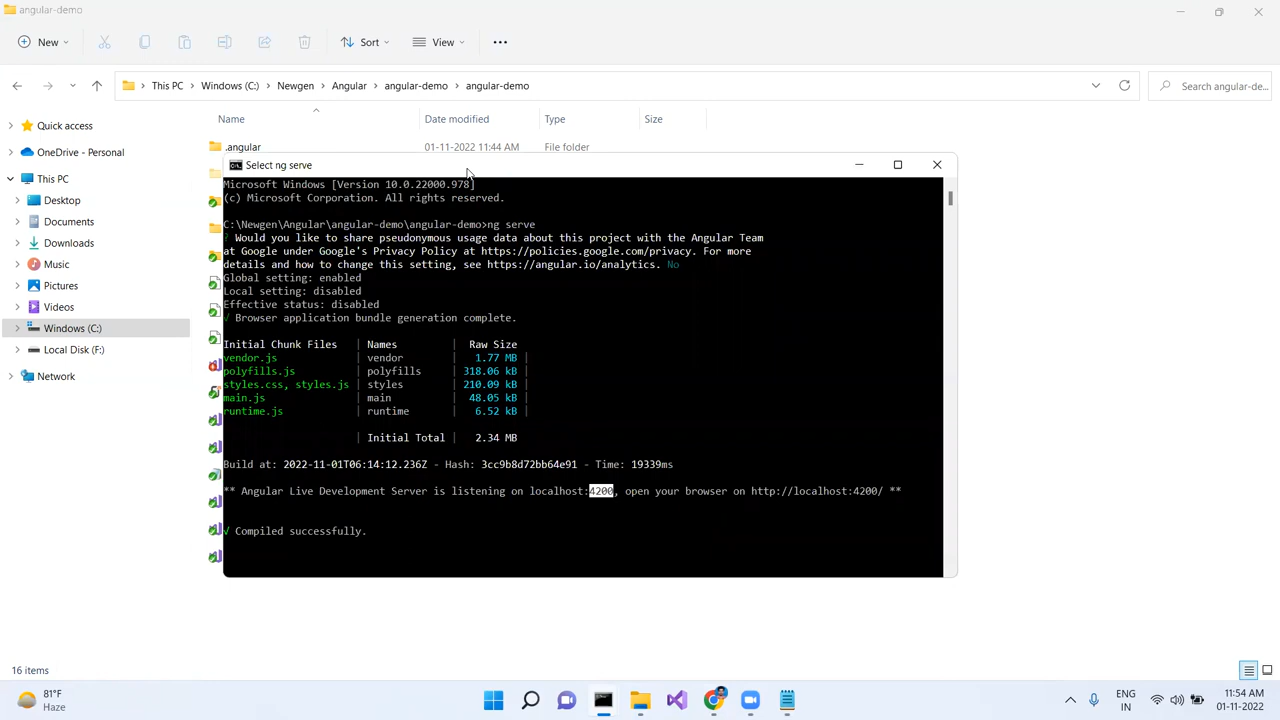 angular-demo
New
Sort
View
This PC
Windows (C:)
Newgen
Angular
angular-demo
angular-demo
Search angular-de...
Name
Date modified
Type
Size
Quick access
OneDrive - Personal
This PC
Desktop
Documents
Downloads
Music
Pictures
Videos
Windows (C:)
Local Disk (F:)
Network
.angular
01-11-2022 11:44 AM
File folder
Select ng serve
Microsoft Windows [Version 10.0.22000.978]
(c) Microsoft Corporation. All rights reserved.
C:\Newgen\Angular\angular-demo\angular-demo>ng serve
? Would you like to share pseudonymous usage data about this project with the Angular Team
at Google under Google's Privacy Policy at https://policies.google.com/privacy. For more
details and how to change this setting, see https://angular.io/analytics. No
Global setting: enabled
Local setting: disabled
Effective status: disabled
√ Browser application bundle generation complete.
Initial Chunk Files | Names | Raw Size
vendor.js | vendor | 1.77 MB |
polyfills.js | polyfills | 318.06 kB |
styles.css, styles.js | styles | 210.09 kB |
main.js | main | 48.05 kB |
runtime.js | runtime | 6.52 kB |
| Initial Total | 2.34 MB
Build at: 2022-11-01T06:14:12.236Z - Hash: 3cc9b8d72bb64e91 - Time: 19339ms
** Angular Live Development Server is listening on localhost:4200, open your browser on http://localhost:4200/ **
√ Compiled successfully.
16 items
81°F
Haze
ENG
IN
11:54 AM
01-11-2022